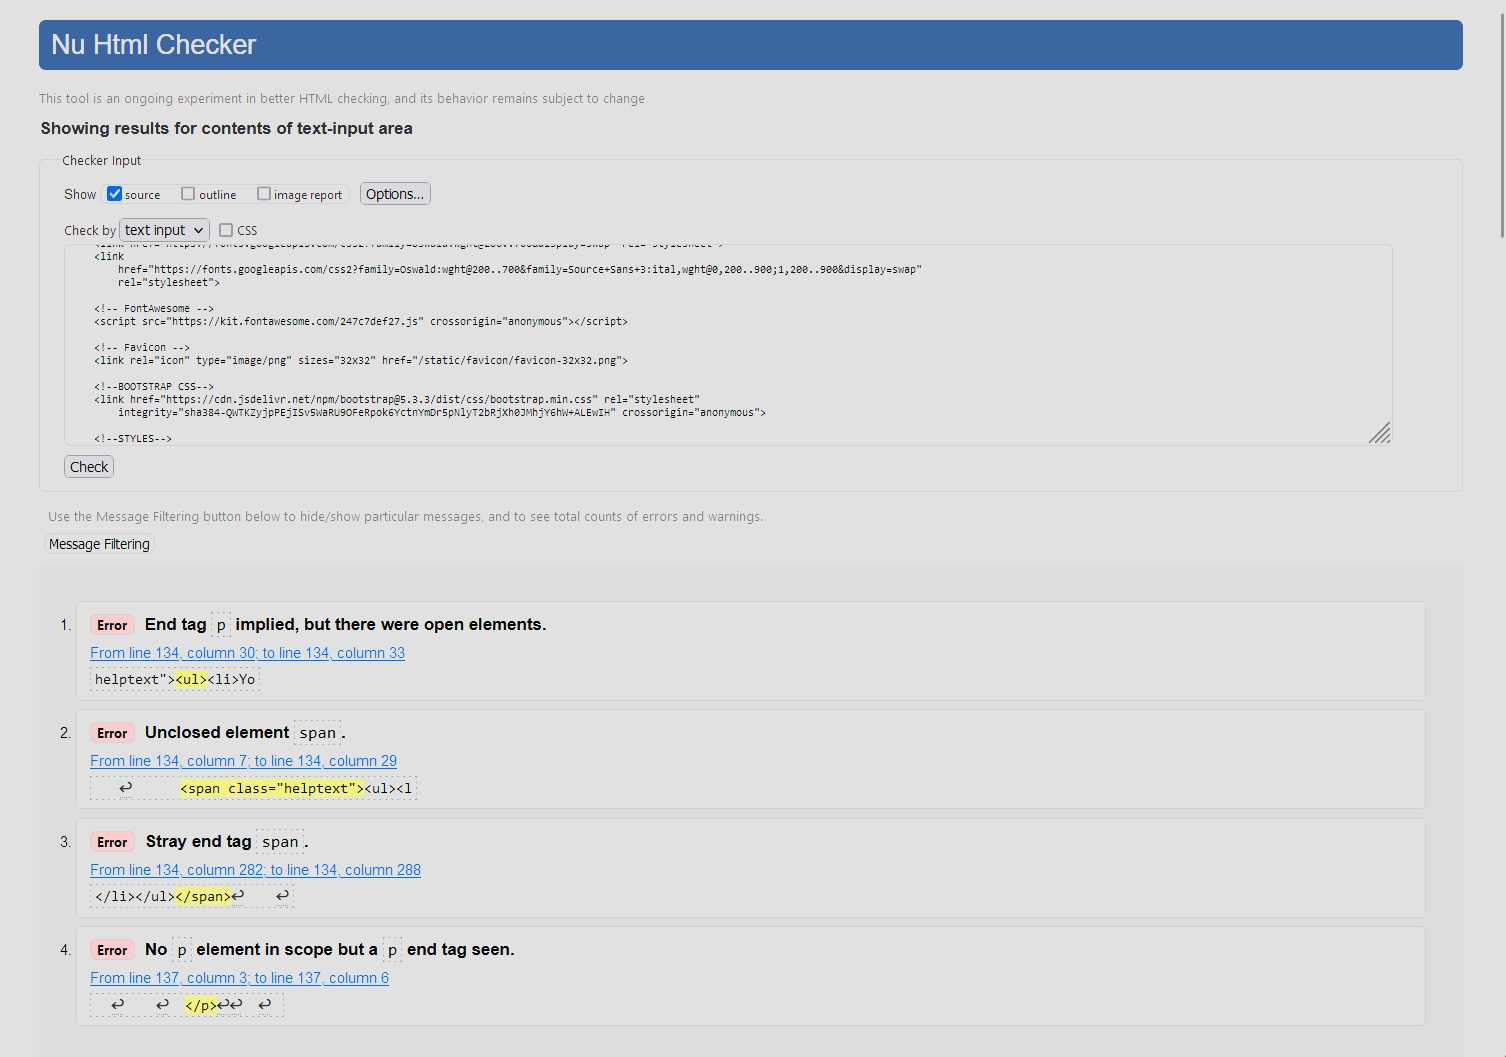 Nu Html Checker
This tool is an ongoing experiment in better HTML checking, and its behavior remains subject to change
Showing results for contents of text-input area
Checker Input
Show source outline image report Options...
Check by text input CSS
<link
href="https://fonts.googleapis.com/css2?family=Oswald:wght@200..700&family=Source+Sans+3:ital,wght@0,200..900;1,200..900&display=swap"
rel="stylesheet">
<!-- FontAwesome -->
<script src="https://kit.fontawesome.com/247c7def27.js" crossorigin="anonymous"></script>
<!-- Favicon -->
<link rel="icon" type="image/png" sizes="32x32" href="/static/favicon/favicon-32x32.png">
<!--BOOTSTRAP CSS-->
<link href="https://cdn.jsdelivr.net/npm/bootstrap@5.3.3/dist/css/bootstrap.min.css" rel="stylesheet"
integrity="sha384-QWTKZyjpPEjISv5WaRU9OFeRpok6YctnYmDr5pNlyT2bRjXh0JMhjY6hW+ALEwIH" crossorigin="anonymous">
<!--STYLES-->
Check
Use the Message Filtering button below to hide/show particular messages, and to see total counts of errors and warnings.
Message Filtering
1. Error End tag p implied, but there were open elements.
From line 134, column 30; to line 134, column 33
helptext"><ul><li>Yo
2. Error Unclosed element span.
From line 134, column 7; to line 134, column 29
↩ <span class="helptext"><ul><l
3. Error Stray end tag span.
From line 134, column 282; to line 134, column 288
</li></ul></span>↩ ↩
4. Error No p element in scope but a p end tag seen.
From line 137, column 3; to line 137, column 6
↩ ↩ </p>↩↩ ↩